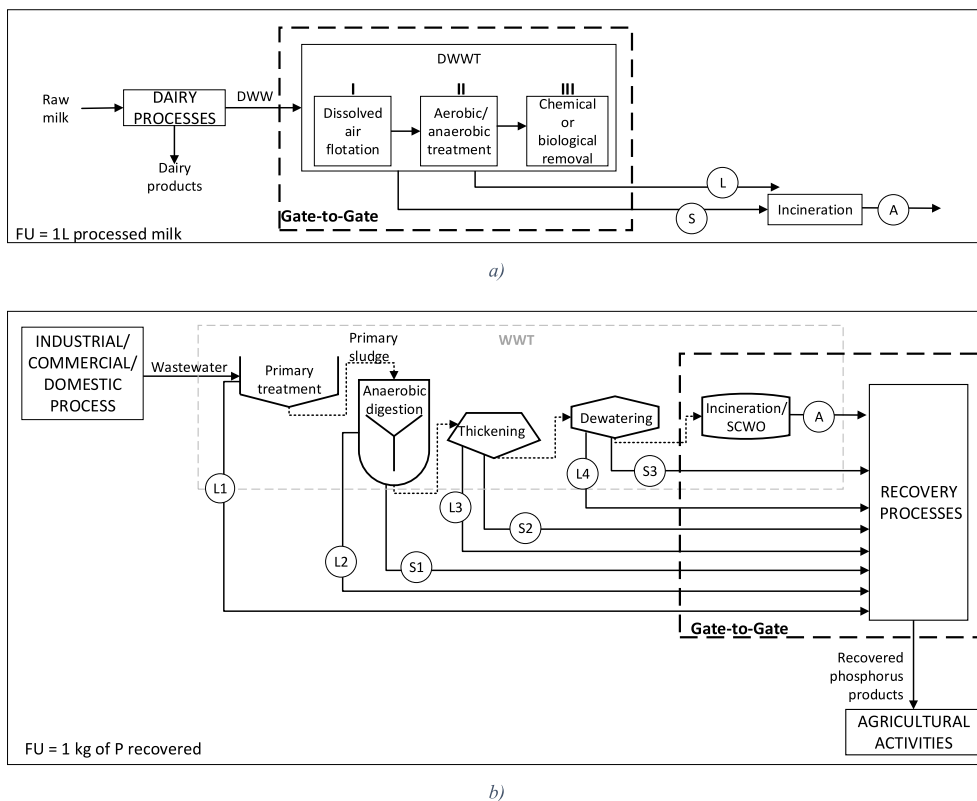 DWWT
I
II
III
Raw
milk
DAIRY
PROCESSES
DWW
Dissolved
air
flotation
Aerobic/
anaerobic
treatment
Chemical
or
biological
removal
Dairy
products
L
Gate-to-Gate
S
Incineration
A
FU = 1L processed milk
a)
INDUSTRIAL/
COMMERCIAL/
DOMESTIC
PROCESS
Wastewater
Primary
sludge
WWT
Primary
treatment
Anaerobic
digestion
Thickening
Dewatering
Incineration/
SCWO
A
L4
S3
L1
L3
S2
RECOVERY
PROCESSES
L2
S1
Gate-to-Gate
Recovered
phosphorus
products
AGRICULTURAL
ACTIVITIES
FU = 1 kg of P recovered
b)